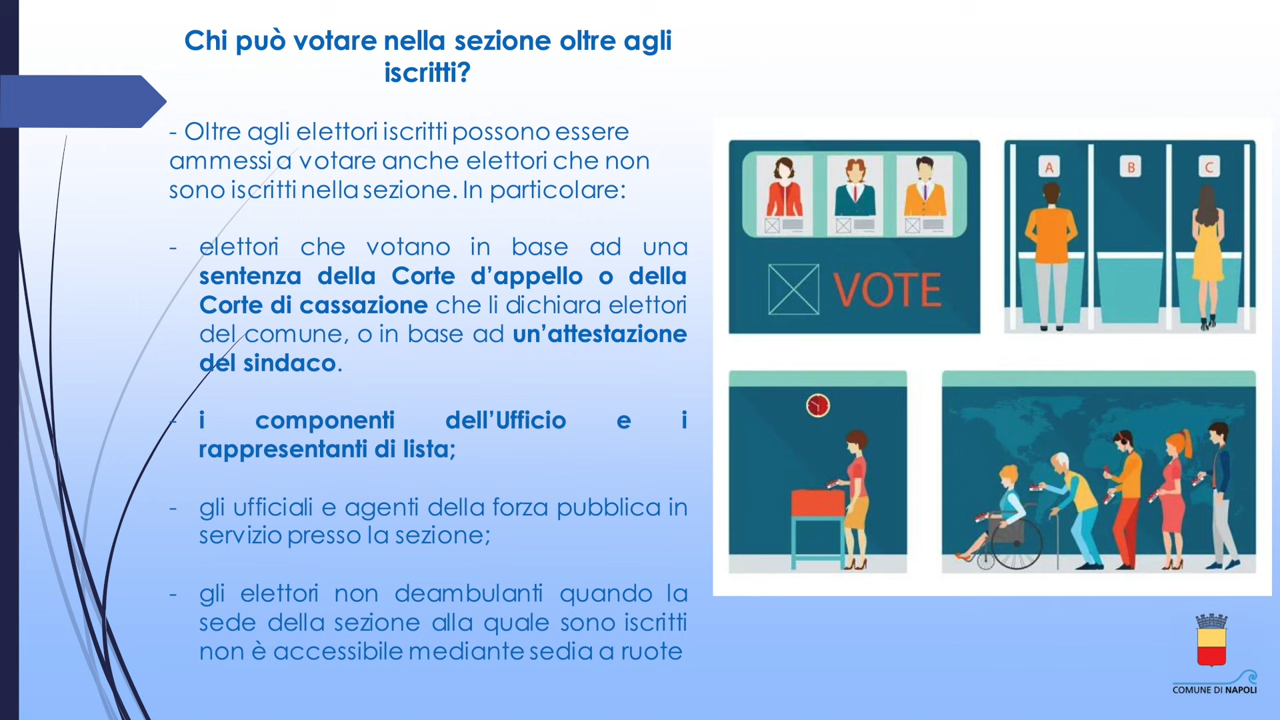 Chi può votare nella sezione oltre agli
iscritti?
- Oltre agli elettori iscritti possono essere
ammessi a votare anche elettori che non
sono iscritti nella sezione. In particolare:
- elettori che votano in base ad una
sentenza della Corte d’appello o della
Corte di cassazione che li dichiara elettori
del comune, o in base ad un’attestazione
del sindaco.
- i componenti dell’Ufficio e i
rappresentanti di lista;
- gli ufficiali e agenti della forza pubblica in
servizio presso la sezione;
- gli elettori non deambulanti quando la
sede della sezione alla quale sono iscritti
non è accessibile mediante sedia a ruote
VOTE
A B C
COMUNE DI NAPOLI